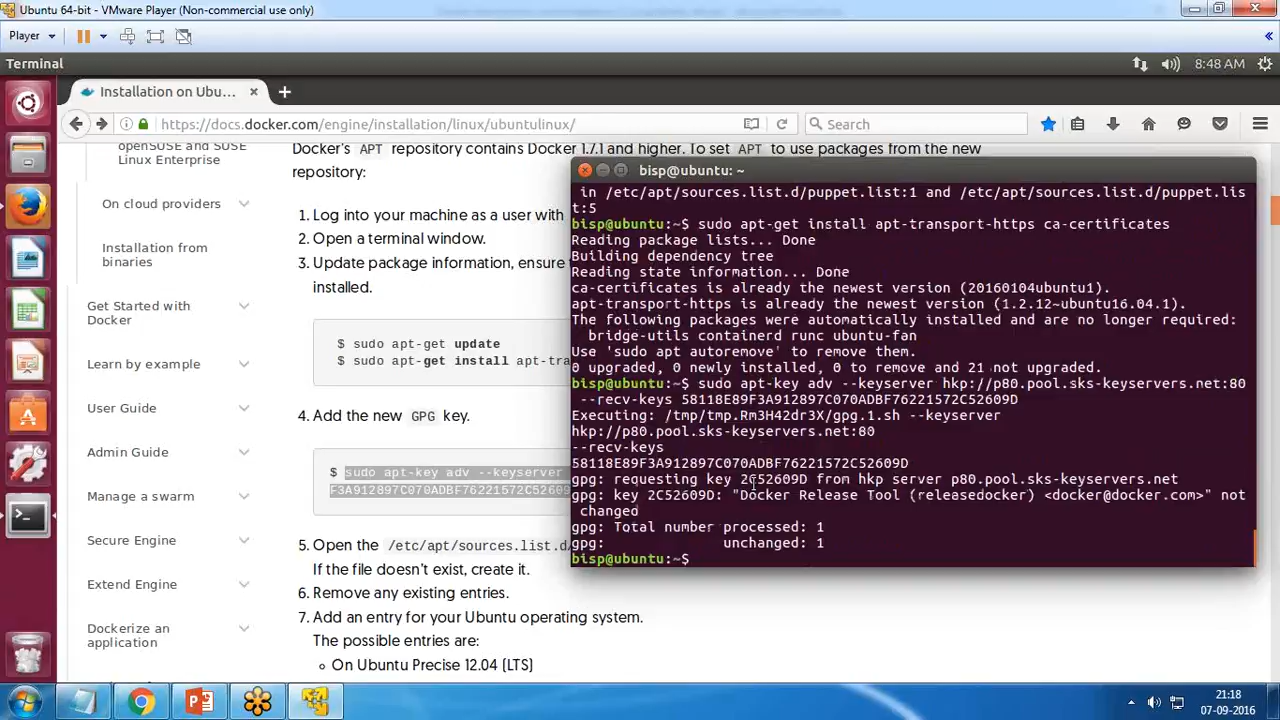 Ubuntu 64-bit - VMware Player (Non-commercial use only)
Player
Terminal
8:48 AM
Installation on Ubu...
https://docs.docker.com/engine/installation/linux/ubuntulinux/
Search
openSUSE and SUSE
Linux Enterprise
On cloud providers
Installation from
binaries
Get Started with
Docker
Learn by example
User Guide
Admin Guide
Manage a swarm
Secure Engine
Extend Engine
Dockerize an
application
Docker's APT repository contains Docker 1.7.1 and higher. To set APT to use packages from the new
repository:
1. Log into your machine as a user with
2. Open a terminal window.
3. Update package information, ensure
installed.
$ sudo apt-get update
$ sudo apt-get install apt-tra
4. Add the new GPG key.
$ sudo apt-key adv --keyserver
F3A912897C070ADBF76221572C52609
5. Open the /etc/apt/sources.list.d/
If the file doesn't exist, create it.
6. Remove any existing entries.
7. Add an entry for your Ubuntu operating system.
The possible entries are:
On Ubuntu Precise 12.04 (LTS)
bisp@ubuntu: ~
in /etc/apt/sources.list.d/puppet.list:1 and /etc/apt/sources.list.d/puppet.lis
t:5
bisp@ubuntu:~$ sudo apt-get install apt-transport-https ca-certificates
Reading package lists... Done
Building dependency tree
Reading state information... Done
ca-certificates is already the newest version (20160104ubuntu1).
apt-transport-https is already the newest version (1.2.12~ubuntu16.04.1).
The following packages were automatically installed and are no longer required:
bridge-utils containerd runc ubuntu-fan
Use 'sudo apt autoremove' to remove them.
0 upgraded, 0 newly installed, 0 to remove and 21 not upgraded.
bisp@ubuntu:~$ sudo apt-key adv --keyserver hkp://p80.pool.sks-keyservers.net:80
--recv-keys 58118E89F3A912897C070ADBF76221572C52609D
Executing: /tmp/tmp.Rm3H42dr3X/gpg.1.sh --keyserver
hkp://p80.pool.sks-keyservers.net:80
--recv-keys
58118E89F3A912897C070ADBF76221572C52609D
gpg: requesting key 2C52609D from hkp server p80.pool.sks-keyservers.net
gpg: key 2C52609D: "Docker Release Tool (releasedocker) <docker@docker.com>" not
changed
gpg: Total number processed: 1
gpg: unchanged: 1
bisp@ubuntu:~$
21:18
07-09-2016